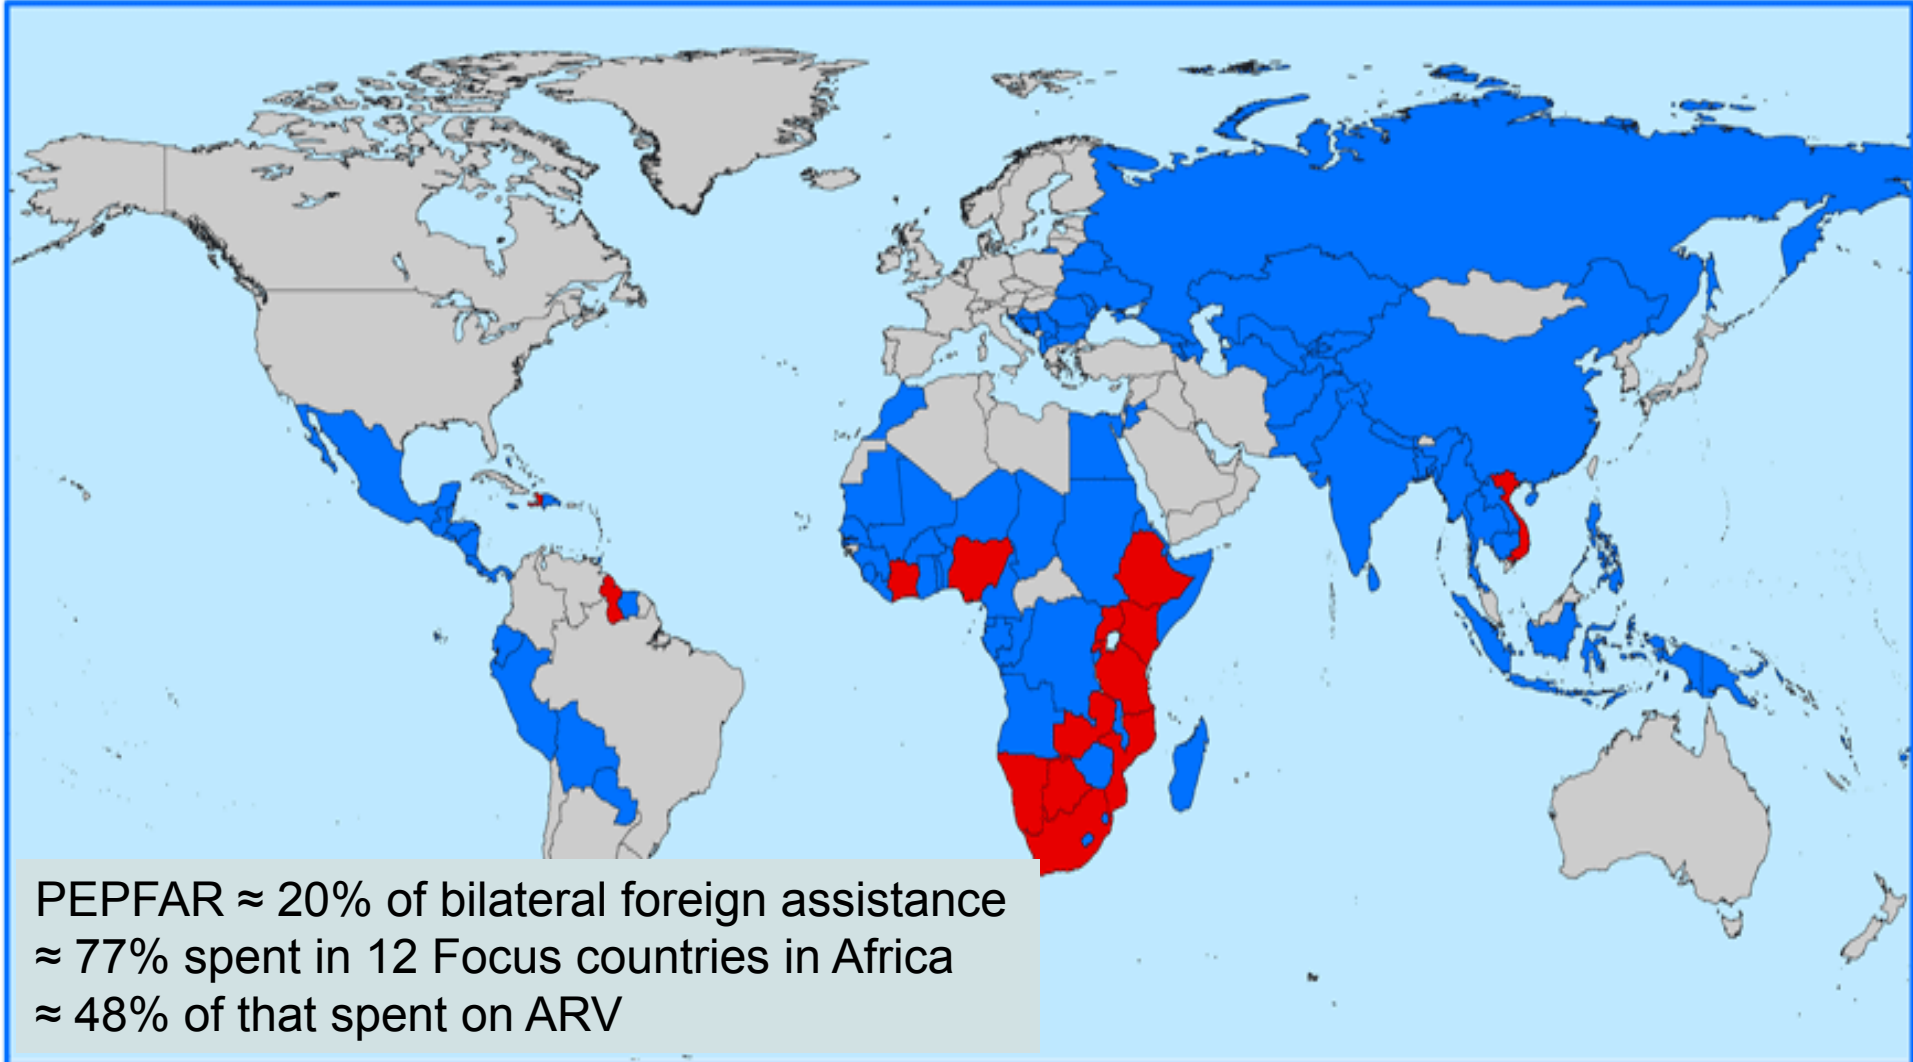 PEPFAR ≈ 20% of bilateral foreign assistance
≈ 77% spent in 12 Focus countries in Africa
≈ 48% of that spent on ARV